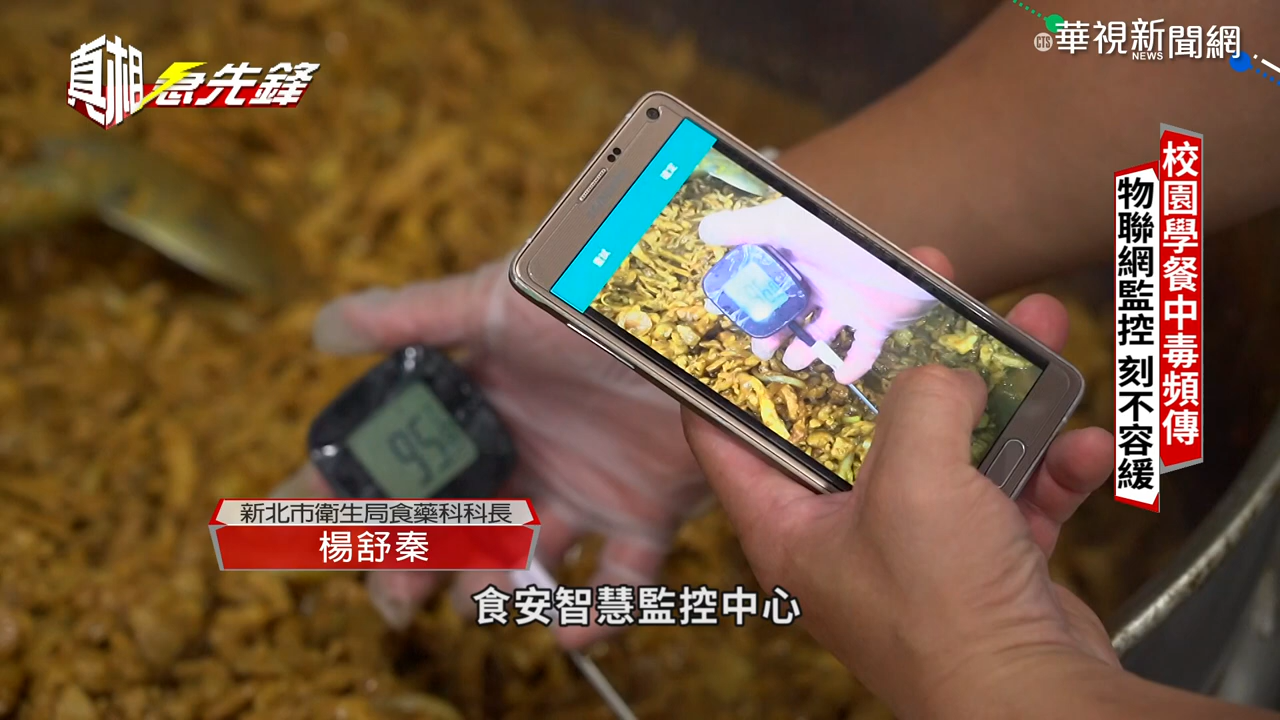 真相急先鋒
CTS 華視新聞網
NEWS
校園學餐中毒頻傳
物聯網監控 刻不容緩
95
新北市衛生局食藥科科長
楊舒秦
食安智慧監控中心